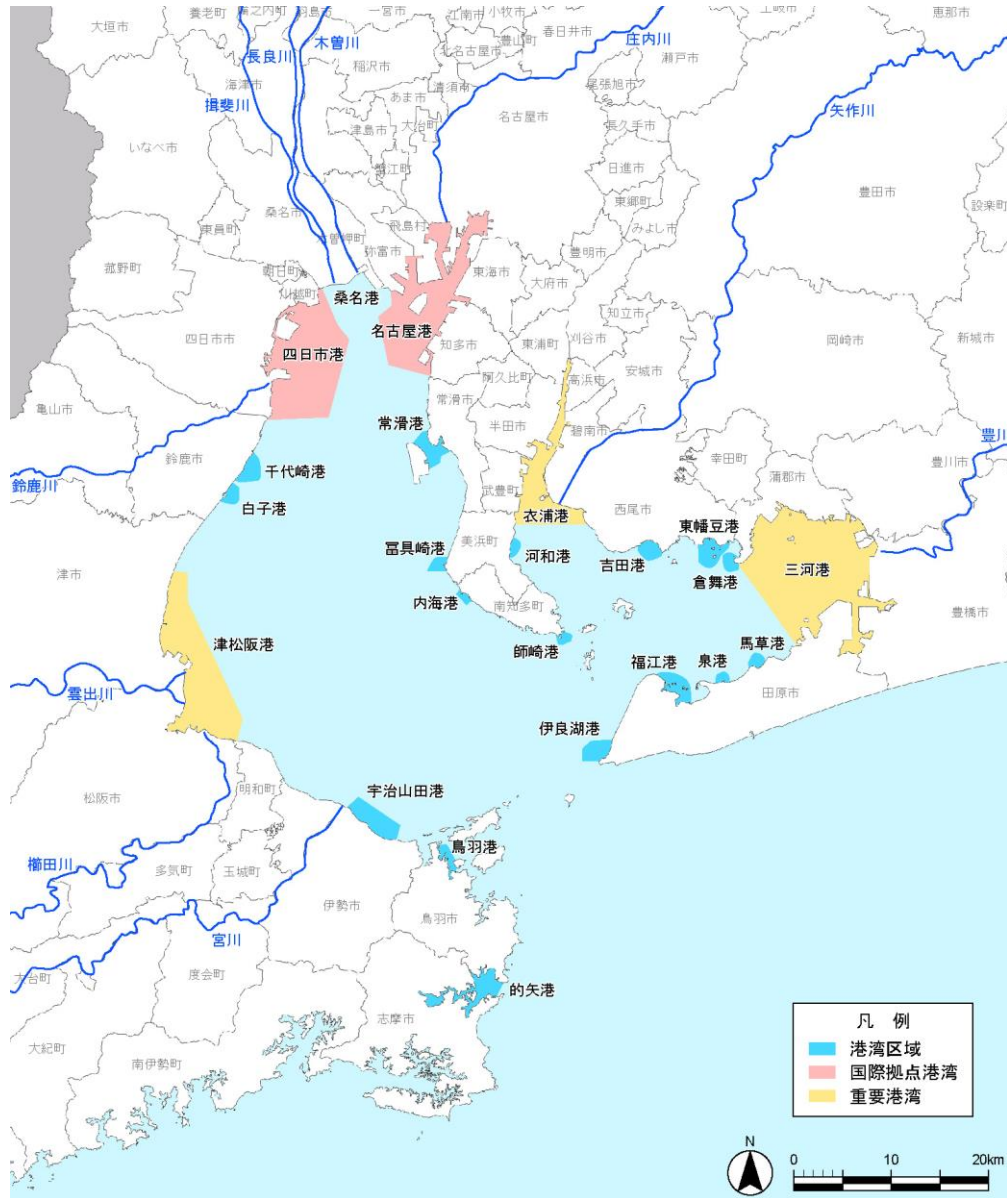 大垣市
養老町
羽島市
一宮市
江南市
小牧市
恵那市
木曽川
長良川
北名古屋市
豊山町
春日井市
庄内川
瀬戸市
稲沢市
海津市
清須市
尾張旭市
あま市
揖斐川
津島市
大治町
名古屋市
矢作川
長久手市
いなべ市
蟹江町
日進市
豊田市
東郷町
設楽町
桑名市
東員町
飛島村
みよし市
弥富市
豊明市
菰野町
朝日町
東海市
大府市
川越町
桑名港
名古屋港
知立市
四日市市
四日市港
知多市
東浦町
刈谷市
岡崎市
新城市
阿久比町
高浜市
安城市
亀山市
常滑市
常滑港
半田市
碧南市
豊川
鈴鹿市
幸田町
豊川市
蒲郡市
千代崎港
鈴鹿川
武豊町
白子港
西尾市
衣浦港
東幡豆港
冨具崎港
美浜町
河和港
吉田港
倉舞港
三河港
津市
内海港
南知多町
豊橋市
津松阪港
師崎港
馬草港
福江港
泉港
雲出川
田原市
伊良湖港
松阪市
明和町
宇治山田港
鳥羽港
櫛田川
多気町
玉城町
伊勢市
鳥羽市
宮川
大台町
度会町
的矢港
志摩市
大紀町
南伊勢町
凡 例
港湾区域
国際拠点港湾
重要港湾
N
0 10 20km